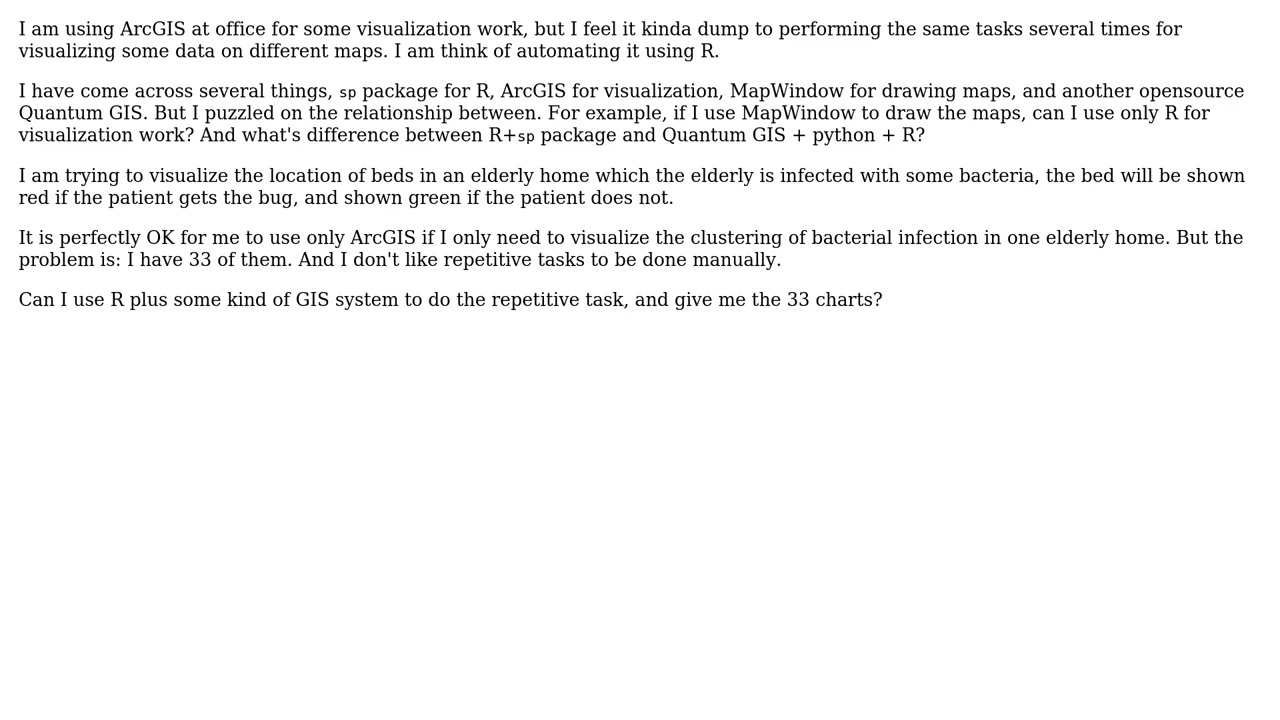 I am using ArcGIS at office for some visualization work, but I feel it kinda dump to performing the same tasks several times for
visualizing some data on different maps. I am think of automating it using R.
I have come across several things, sp package for R, ArcGIS for visualization, MapWindow for drawing maps, and another opensource
Quantum GIS. But I puzzled on the relationship between. For example, if I use MapWindow to draw the maps, can I use only R for
visualization work? And what's difference between R+sp package and Quantum GIS + python + R?
I am trying to visualize the location of beds in an elderly home which the elderly is infected with some bacteria, the bed will be shown
red if the patient gets the bug, and shown green if the patient does not.
It is perfectly OK for me to use only ArcGIS if I only need to visualize the clustering of bacterial infection in one elderly home. But the
problem is: I have 33 of them. And I don't like repetitive tasks to be done manually.
Can I use R plus some kind of GIS system to do the repetitive task, and give me the 33 charts?